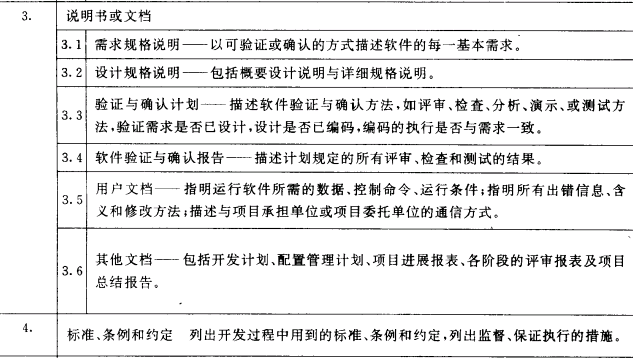 3. 说明书或文档
3.1 需求规格说明——以可验证或确认的方式描述软件的每一基本需求。
3.2 设计规格说明——包括概要设计说明与详细规格说明。
3.3 验证与确认计划——描述软件验证与确认方法,如评审、检查、分析、演示、或测试方
法,验证需求是否已设计,设计是否已编码,编码的执行是否与需求一致。
3.4 软件验证与确认报告——描述计划规定的所有评审、检查和测试的结果。
3.5 用户文档——指明运行软件所需的数据、控制命令、运行条件;指明所有出错信息、含
义和修改方法;描述与项目承担单位或项目委托单位的通信方式。
3.6 其他文档——包括开发计划、配置管理计划、项目进展报表、各阶段的评审报表及项目
总结报告。
4. 标准、条例和约定 列出开发过程中用到的标准、条例和约定,列出监督、保证执行的措施。